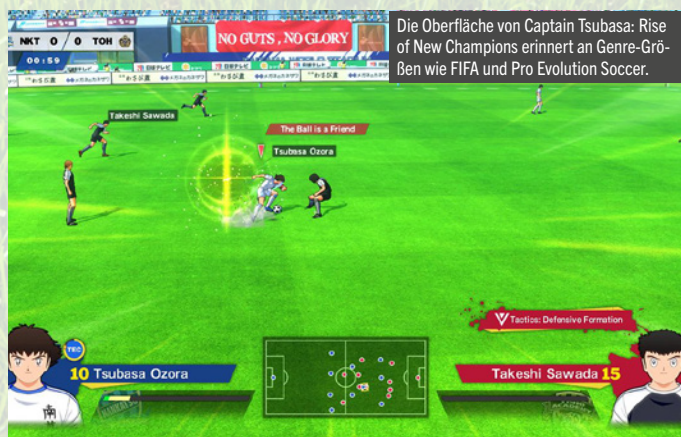 Die Oberfläche von Captain Tsubasa: Rise
of New Champions erinnert an Genre-Grö-
ßen wie FIFA und Pro Evolution Soccer.
NKT 0 / 0 TOH
00:59
NO GUTS, NO GLORY
Takeshi Sawada
The Ball is a Friend
Tsubasa Ozora
Tactics: Defensive Formation
TEC
10 Tsubasa Ozora
Takeshi Sawada 15
南